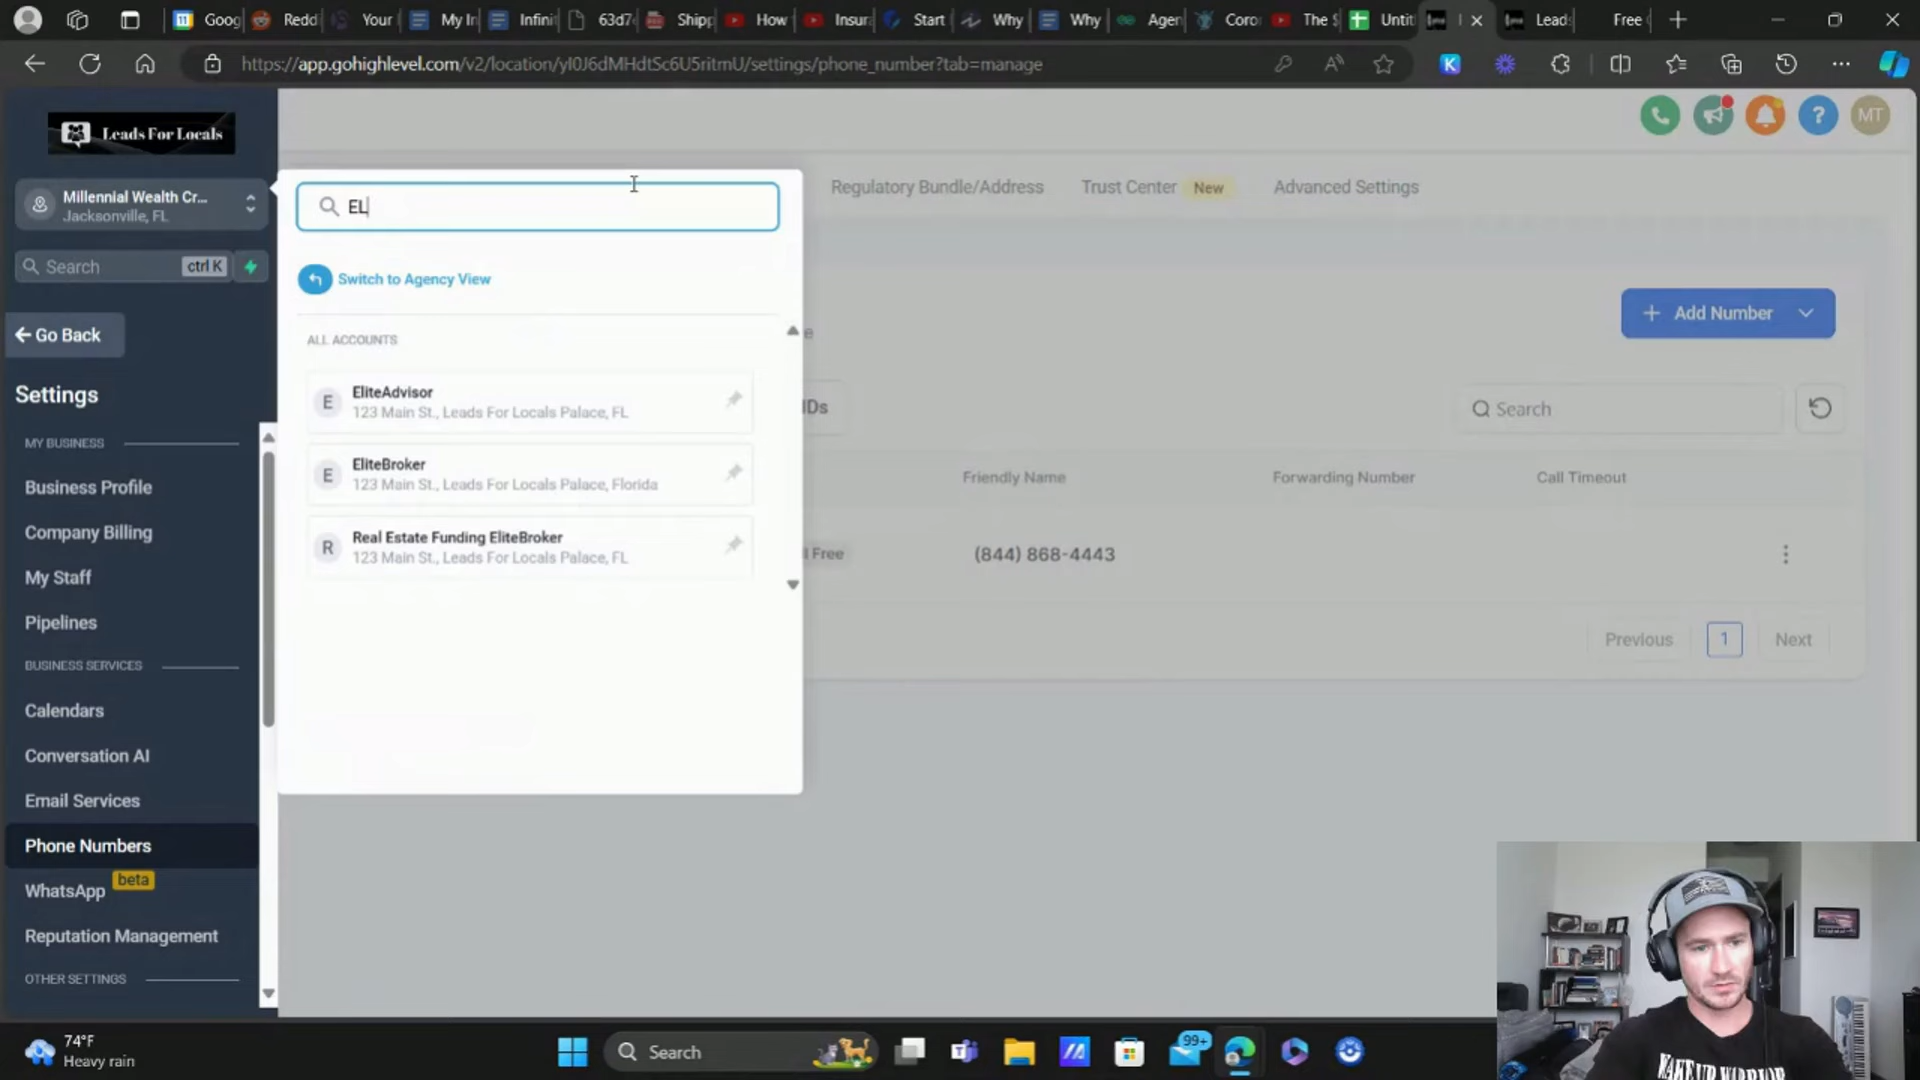 Goog
Redd
Your
My In
Infinit
63d7
Shipp
How
Insur
Start
Why
Why
Agen
Coro
The $
Untit
Leads
Free
https://app.gohighlevel.com/v2/location/yI0J6dMHdtSc6U5ritmU/settings/phone_number?tab=manage
Leads For Locals
MT
Millennial Wealth Cr...
Jacksonville, FL
EL
Regulatory Bundle/Address
Trust Center New
Advanced Settings
Search ctrl K
Switch to Agency View
Go Back
Add Number
ALL ACCOUNTS
Settings
E
EliteAdvisor
123 Main St., Leads For Locals Palace, FL
IDs
Search
MY BUSINESS
Business Profile
E
EliteBroker
123 Main St., Leads For Locals Palace, Florida
Friendly Name
Forwarding Number
Call Timeout
Company Billing
R
Real Estate Funding EliteBroker
123 Main St., Leads For Locals Palace, FL
Free
(844) 868-4443
My Staff
Pipelines
Previous
1
Next
BUSINESS SERVICES
Calendars
Conversation AI
Email Services
Phone Numbers
WhatsApp beta
Reputation Management
OTHER SETTINGS
WAKE UP WARRIOR
74°F
Heavy rain
Search
99+